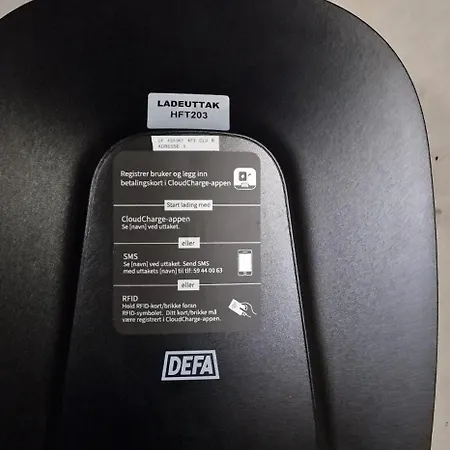 LADEUTTAK
HFT203
ADRESSE 3
Registrer bruker og legg inn
betalingskort i CloudCharge-appen
Start lading med
CloudCharge-appen
Se [navn] ved uttaket.
eller
SMS
Se [navn] ved uttaket. Send SMS
med uttakets [navn] til tlf: 59 44 00 63
eller
RFID
Hold RFID-kort/brikke foran
RFID-symbolet. Ditt kort/brikke må
være registrert i CloudCharge-appen.
DEFA